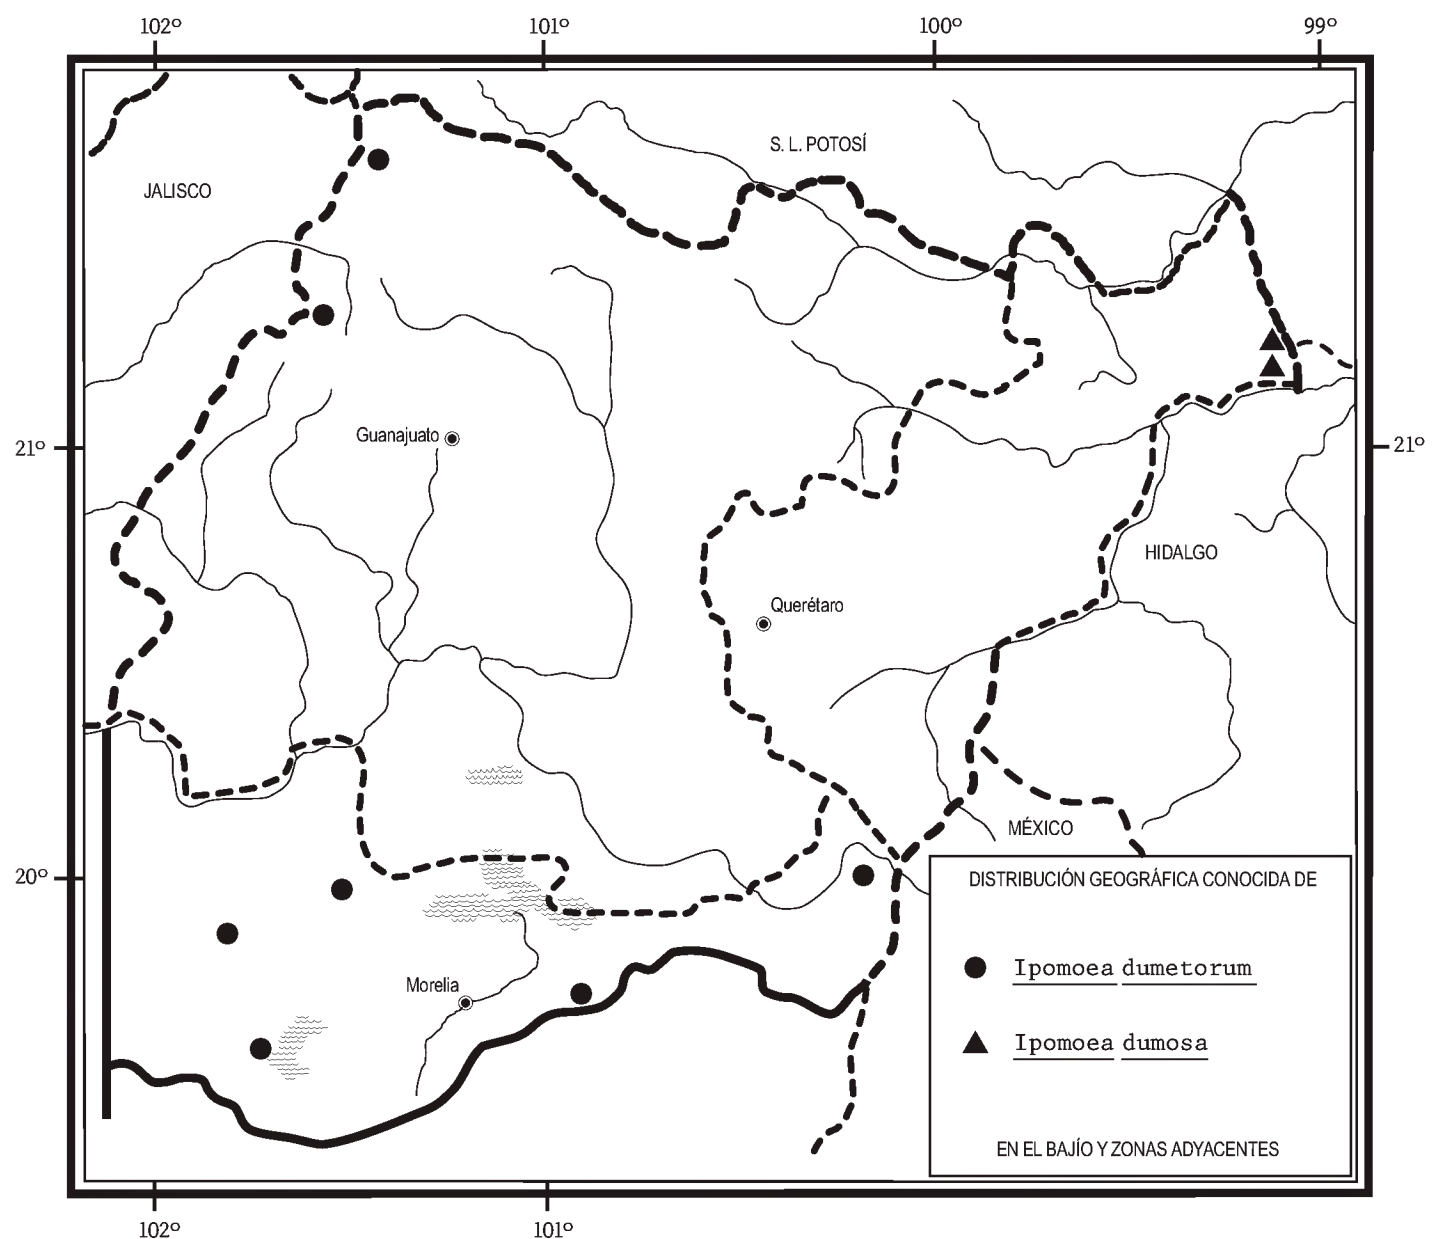 102º 101º 100º 99º
S. L. POTOSÍ
JALISCO
Guanajuato
21º 21º
HIDALGO
Querétaro
MÉXICO
20º
DISTRIBUCIÓN GEOGRÁFICA CONOCIDA DE
Ipomoea dumetorum
Morelia
Ipomoea dumosa
EN EL BAJÍO Y ZONAS ADYACENTES
102º 101º